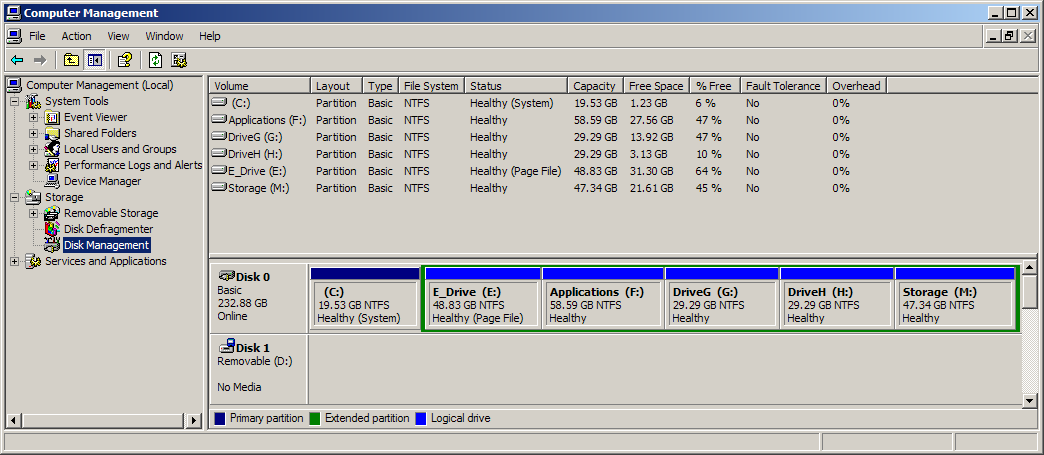 Computer Management
File Action View Window Help
Computer Management (Local)
System Tools
Event Viewer
Shared Folders
Local Users and Groups
Performance Logs and Alerts
Device Manager
Storage
Removable Storage
Disk Defragmenter
Disk Management
Services and Applications
Volume Layout Type File System Status Capacity Free Space % Free Fault Tolerance Overhead
(C:) Partition Basic NTFS Healthy (System) 19.53 GB 1.23 GB 6 % No 0%
Applications (F:) Partition Basic NTFS Healthy 58.59 GB 27.56 GB 47 % No 0%
DriveG (G:) Partition Basic NTFS Healthy 29.29 GB 13.92 GB 47 % No 0%
DriveH (H:) Partition Basic NTFS Healthy 29.29 GB 3.13 GB 10 % No 0%
E_Drive (E:) Partition Basic NTFS Healthy (Page File) 48.83 GB 31.30 GB 64 % No 0%
Storage (M:) Partition Basic NTFS Healthy 47.34 GB 21.61 GB 45 % No 0%
Disk 0
Basic
232.88 GB
Online
(C:)
19.53 GB NTFS
Healthy (System)
E_Drive (E:)
48.83 GB NTFS
Healthy (Page File)
Applications (F:)
58.59 GB NTFS
Healthy
DriveG (G:)
29.29 GB NTFS
Healthy
DriveH (H:)
29.29 GB NTFS
Healthy
Storage (M:)
47.34 GB NTFS
Healthy
Disk 1
Removable (D:)
No Media
Primary partition Extended partition Logical drive